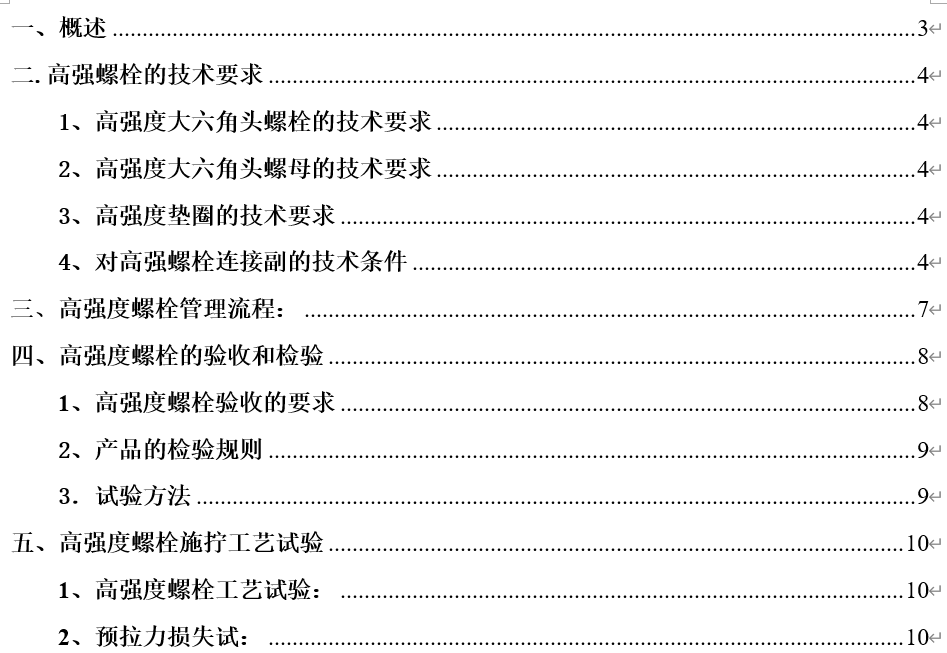 一、概述 3
二. 高强螺栓的技术要求 4
1、高强度大六角头螺栓的技术要求 4
2、高强度大六角头螺母的技术要求 4
3、高强度垫圈的技术要求 4
4、对高强螺栓连接副的技术条件 4
三、高强度螺栓管理流程： 7
四、高强度螺栓的验收和检验 8
1、高强度螺栓验收的要求 8
2、产品的检验规则 9
3．试验方法 9
五、高强度螺栓施拧工艺试验 10
1、高强度螺栓工艺试验： 10
2、预拉力损失试： 10